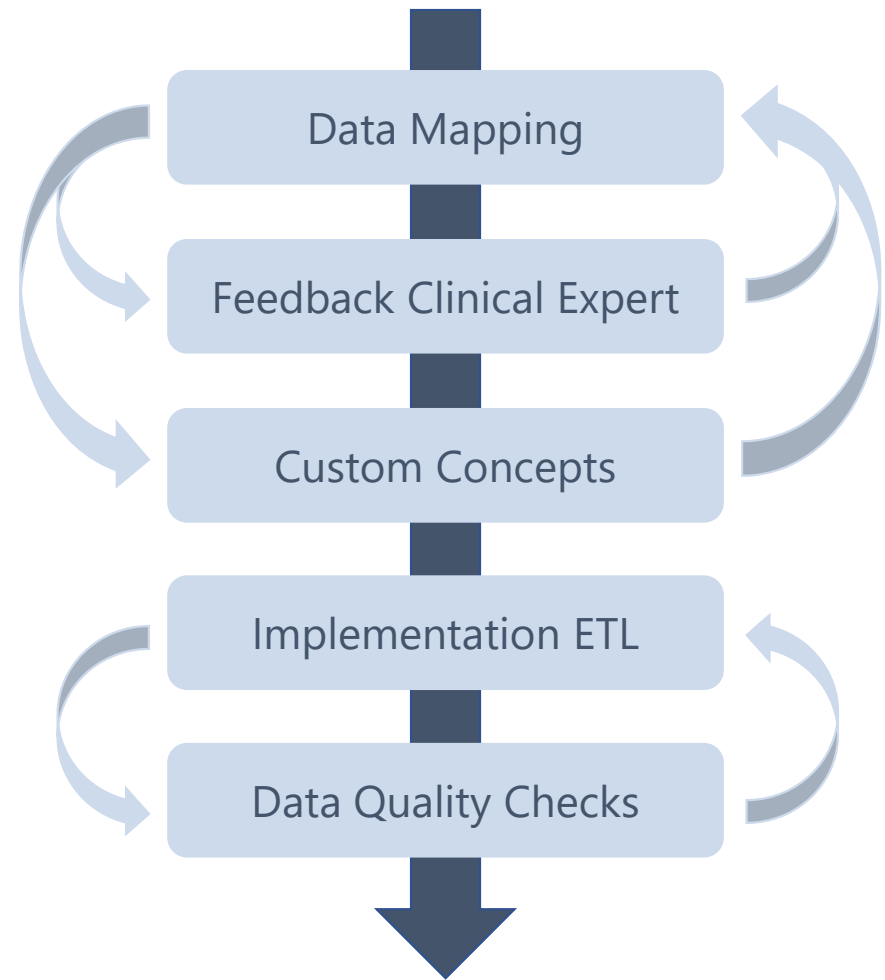 Data Mapping
Feedback Clinical Expert
Custom Concepts
Implementation ETL
Data Quality Checks